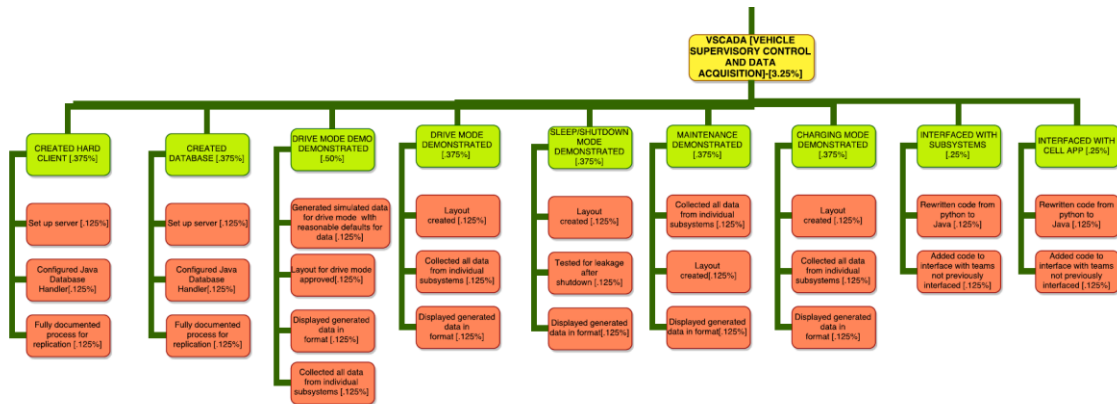 VSCADA [VEHICLE
SUPERVISORY CONTROL
AND DATA
ACQUISITION]-[3.25%]
CREATED HARD
CLIENT [.375%]
CREATED
DATABASE [.375%]
DRIVE MODE DEMO
DEMONSTRATED
[.50%]
DRIVE MODE
DEMONSTRATED
[.375%]
SLEEP/SHUTDOWN
MODE
DEMONSTRATED
[.375%]
MAINTENANCE
DEMONSTRATED
[.375%]
CHARGING MODE
DEMONSTRATED
[.375%]
INTERFACED WITH
SUBSYSTEMS
[.25%]
INTERFACED WITH
CELL APP [.25%]
Set up server [.125%]
Configured Java
Database
Handler[.125%]
Fully documented
process for
replication [.125%]
Set up server [.125%]
Configured Java
Database
Handler[.125%]
Fully documented
process for
replication [.125%]
Generated simulated data
for drive mode with
reasonable defaults for
data [.125%]
Layout for drive mode
approved[.125%]
Displayed generated
data in
format [.125%]
Collected all data
from individual
subsystems [.125%]
Layout
created [.125%]
Collected all data
from individual
subsystems [.125%]
Displayed generated
data in
format [.125%]
Layout
created [.125%]
Tested for leakage
after
shutdown [.125%]
Displayed generated
data in format[.125%]
Collected all data
from individual
subsystems [.125%]
Layout
created[.125%]
Displayed generated
data in format[.125%]
Layout
created [.125%]
Collected all data
from individual
subsystems [.125%]
Displayed generated
data in
format [.125%]
Rewritten code from
python to
Java [.125%]
Added code to
interface with teams
not previously
interfaced [.125%]
Rewritten code from
python to
Java [.125%]
Added code to
interface with teams
not previously
interfaced [.125%]